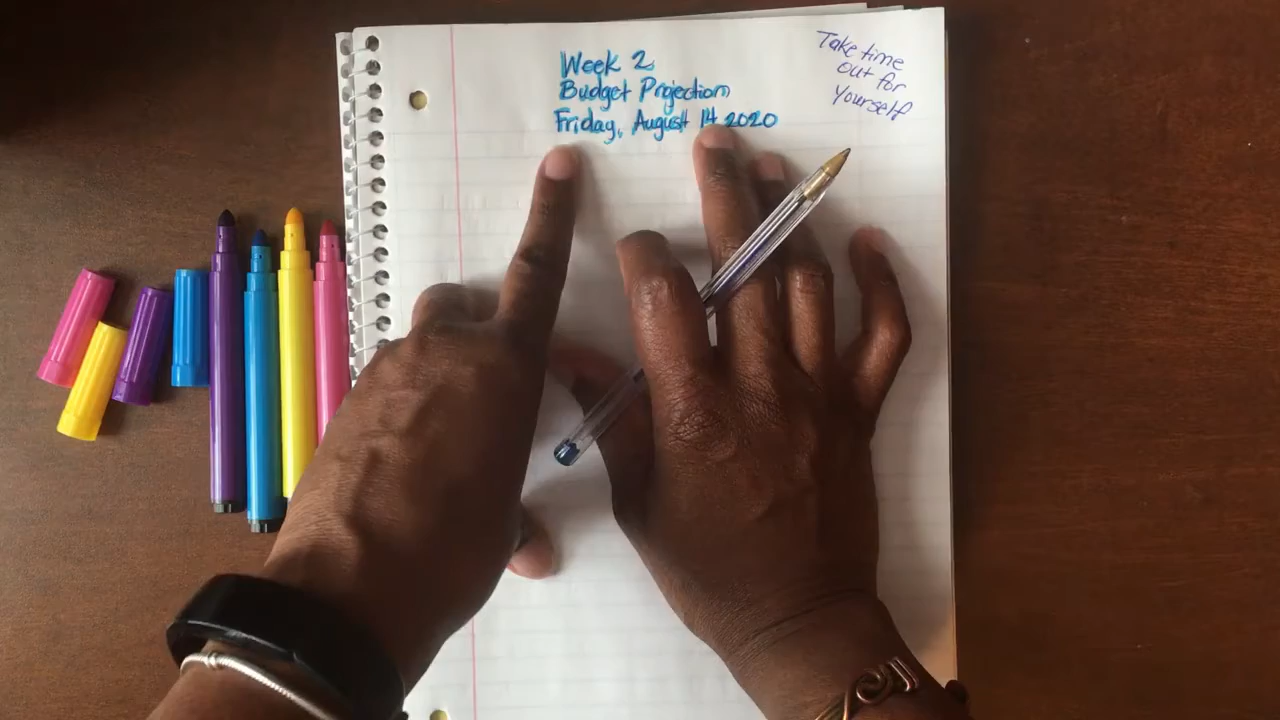 Week 2
Budget Projection
Friday, August 14 2020
Take time
out for
Yourself